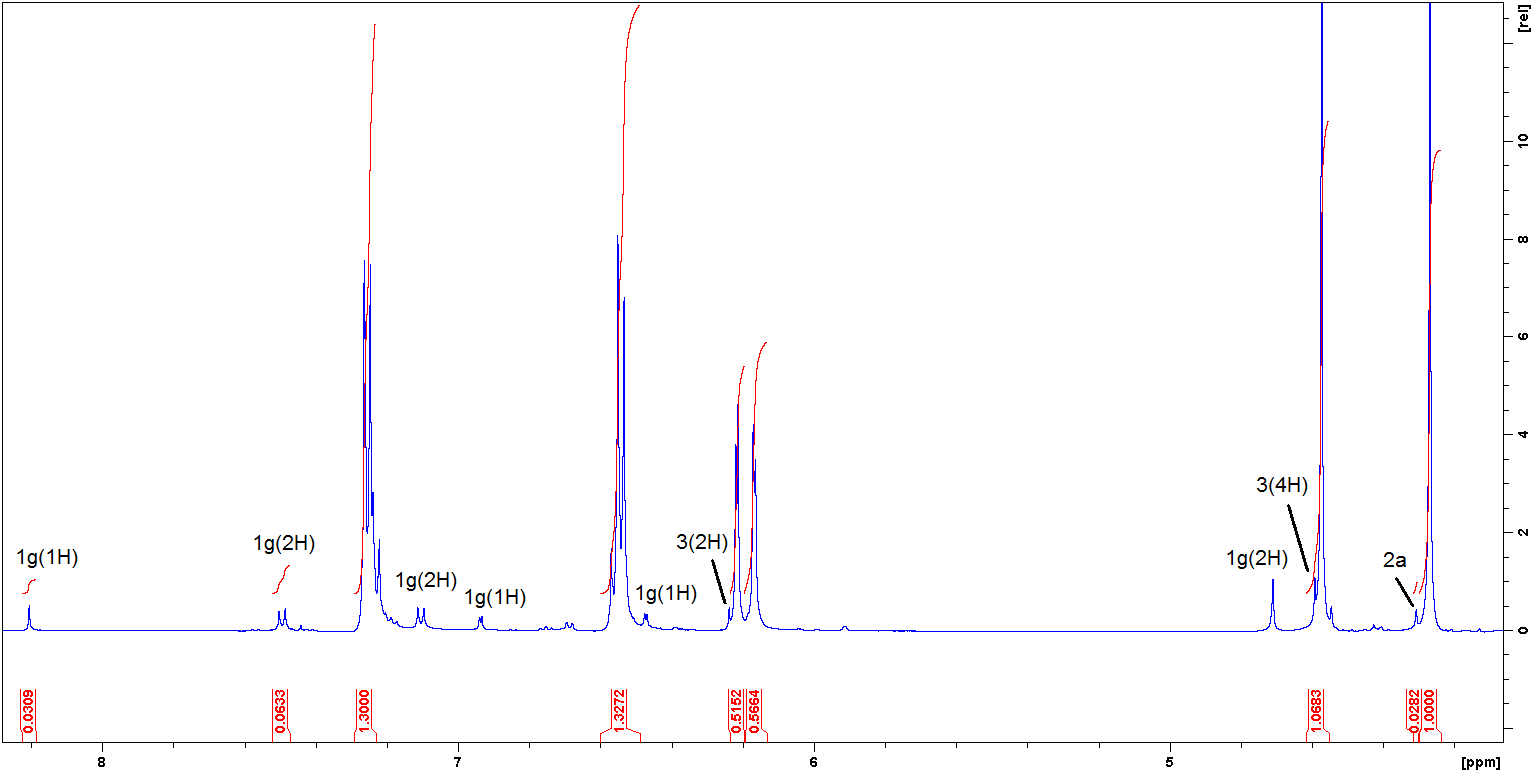 [rel]
10
8
6
4
2
0
1g(1H)
1g(2H)
1g(2H)
1g(1H)
1g(1H)
3(2H)
1g(2H)
3(4H)
2a
0.0309
0.0633
1.3000
1.3272
0.5152
0.5664
1.0683
0.0282
1.0000
8
7
6
5
[ppm]